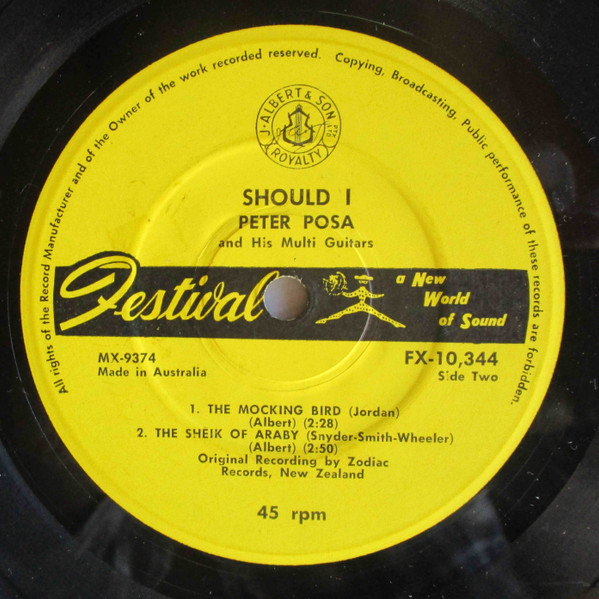 All rights of the Record Manufacturer and of the Owner of the work recorded reserved. Copying, Broadcasting, Public performance of these records are forbidden.
J. ALBERT & SON PTY LTD
ROYALTY
SHOULD I
PETER POSA
and His Multi Guitars
Festival
a New
World
of Sound
MX-9374
FX-10,344
Made in Australia
Side Two
1. THE MOCKING BIRD (Jordan)
(Albert) (2:28)
2. THE SHEIK OF ARABY (Snyder-Smith-Wheeler)
(Albert) (2:50)
Original Recording by Zodiac
Records, New Zealand
45 rpm